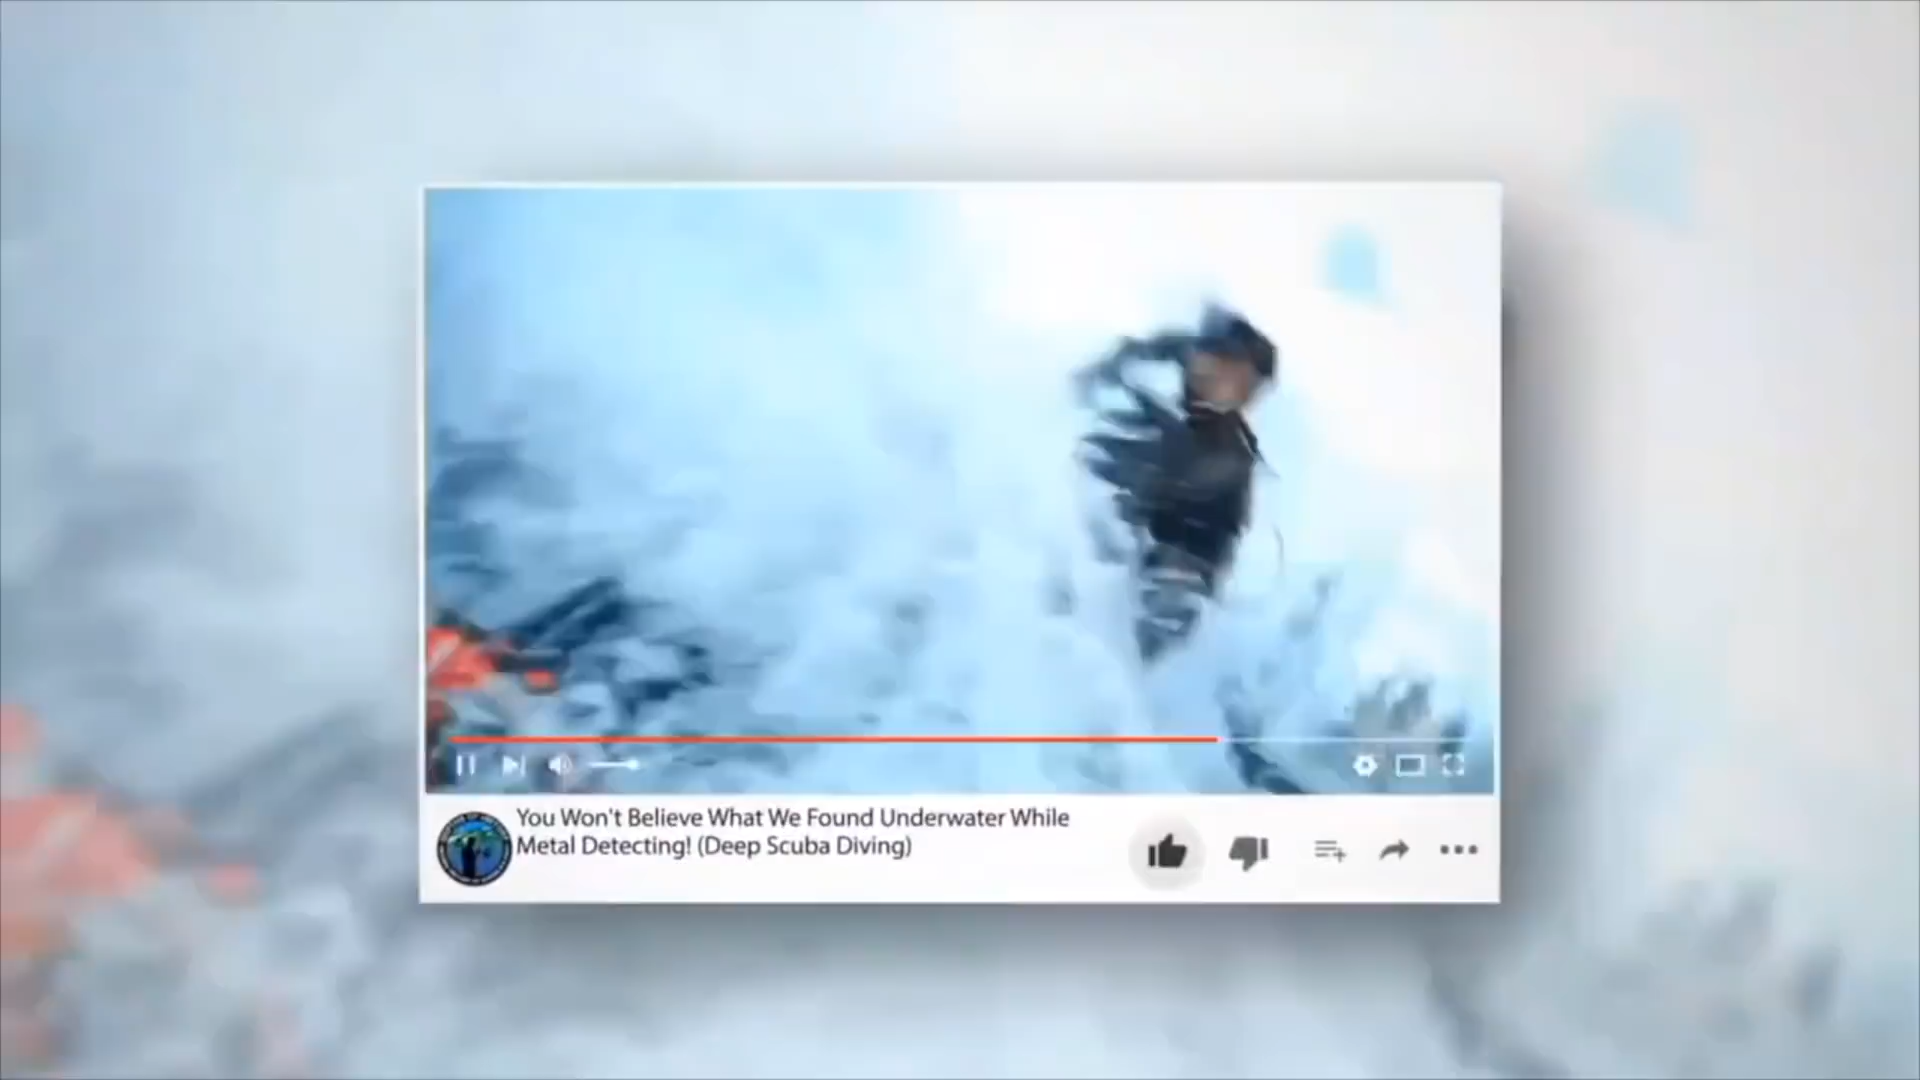 You Won't Believe What We Found Underwater While
Metal Detecting! (Deep Scuba Diving)